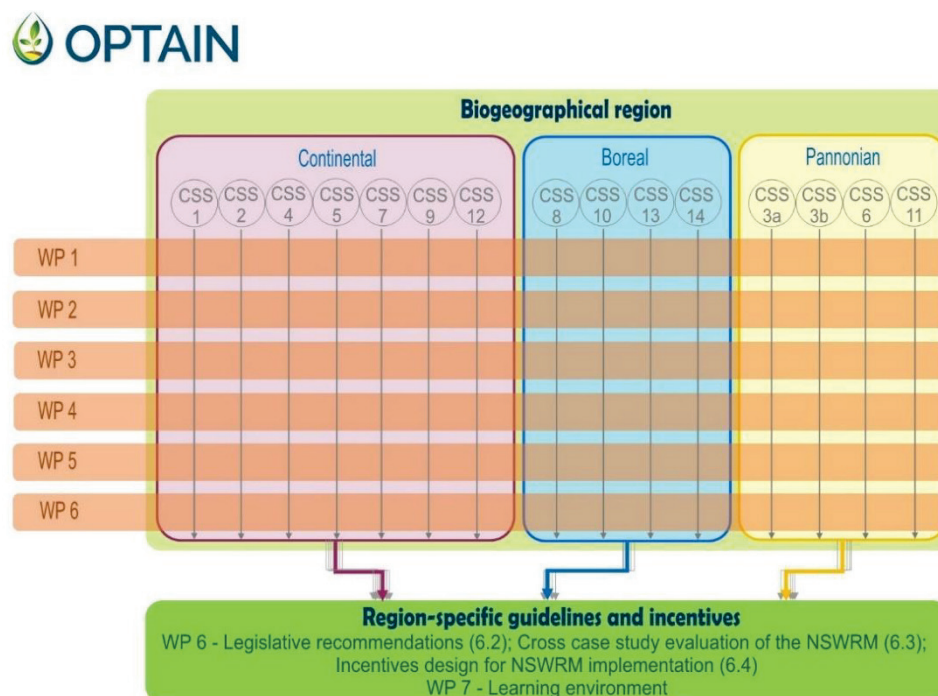 OPTAIN
Biogeographical region
Continental
Boreal
Pannonian
CSS 1
CSS 2
CSS 4
CSS 5
CSS 7
CSS 9
CSS 12
CSS 8
CSS 10
CSS 13
CSS 14
CSS 3a
CSS 3b
CSS 6
CSS 11
WP 1
WP 2
WP 3
WP 4
WP 5
WP 6
Region-specific guidelines and incentives
WP 6 - Legislative recommendations (6.2); Cross case study evaluation of the NSWRM (6.3);
Incentives design for NSWRM implementation (6.4)
WP 7 - Learning environment